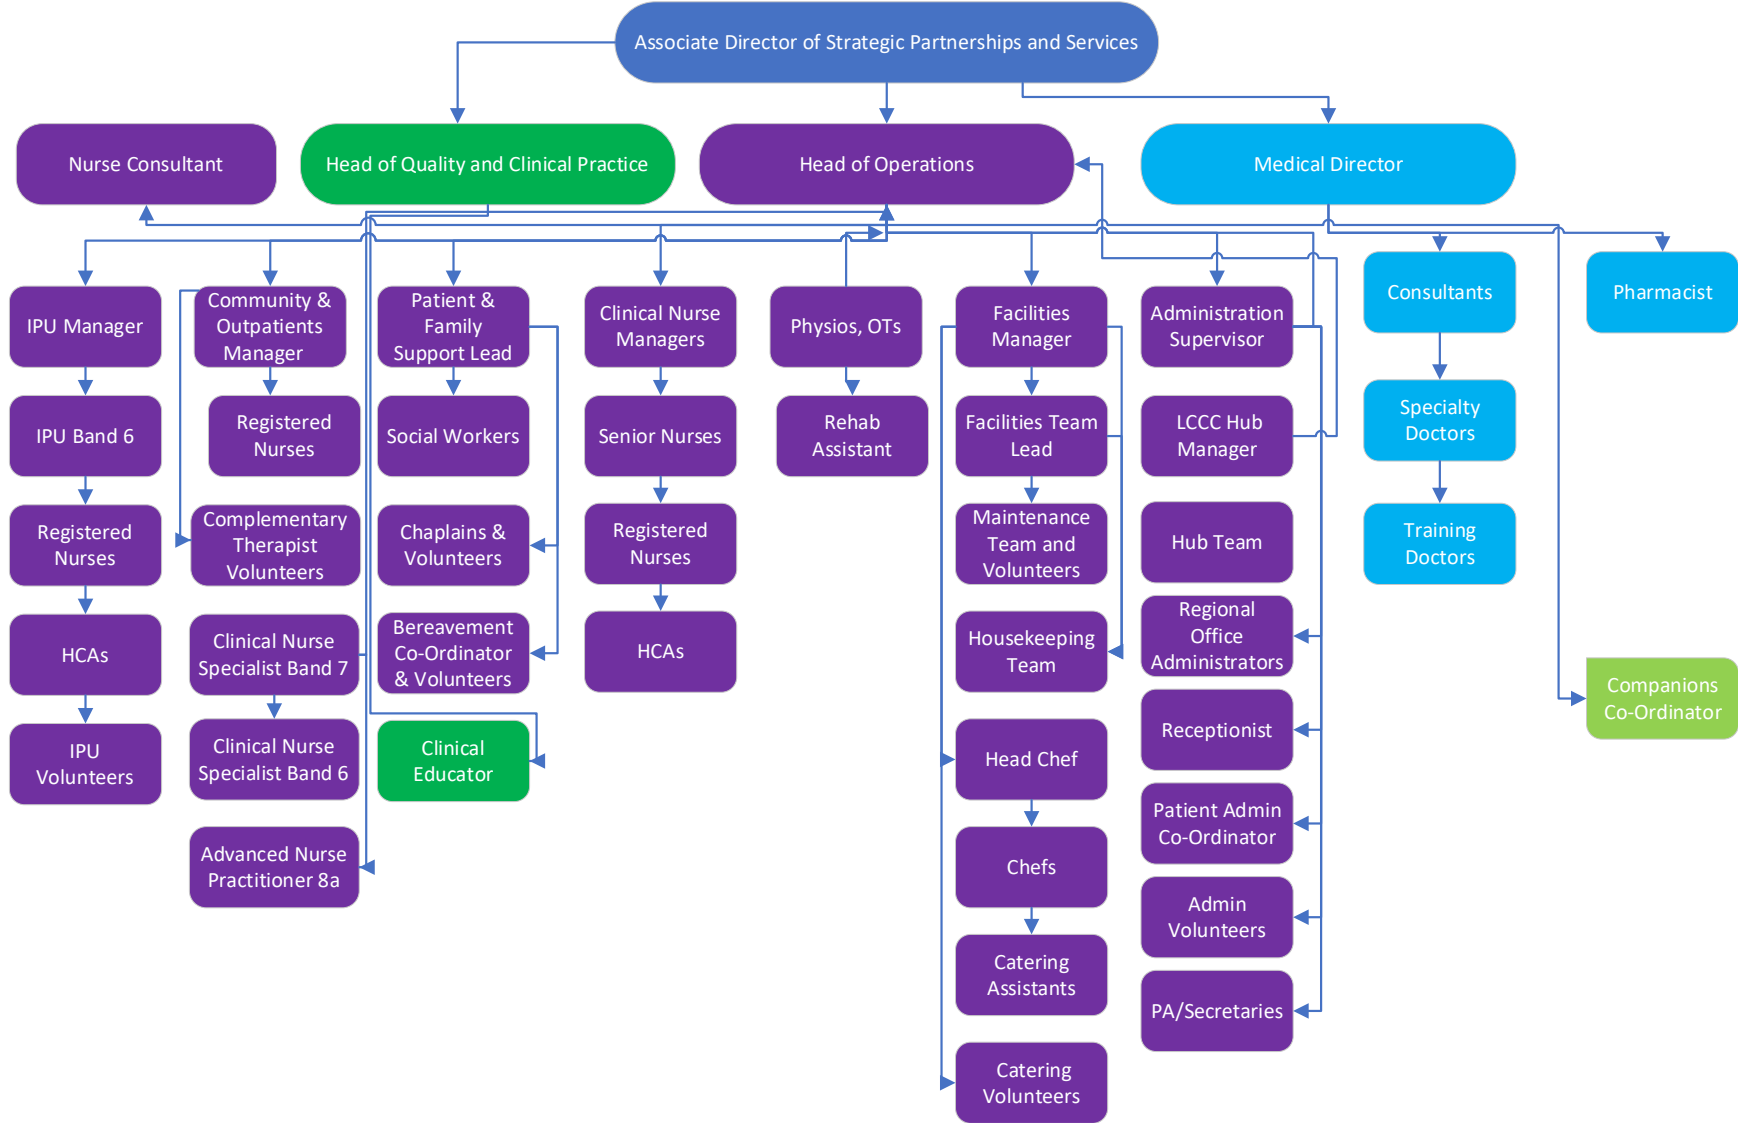 Associate Director of Strategic Partnerships and Services
Nurse Consultant
Head of Quality and Clinical Practice
Head of Operations
Medical Director
IPU Manager
Community &
Outpatients
Manager
Patient &
Family
Support Lead
Clinical Nurse
Managers
Physios, OTs
Facilities
Manager
Administration
Supervisor
Consultants
Pharmacist
IPU Band 6
Registered
Nurses
Social Workers
Senior Nurses
Rehab
Assistant
Facilities Team
Lead
LCCC Hub
Manager
Specialty
Doctors
Registered
Nurses
Complementary
Therapist
Volunteers
Chaplains &
Volunteers
Registered
Nurses
Maintenance
Team and
Volunteers
Hub Team
Training
Doctors
HCAs
Clinical Nurse
Specialist Band 7
Bereavement
Co-Ordinator
& Volunteers
HCAs
Housekeeping
Team
Regional
Office
Administrators
Companions
Co-Ordinator
IPU
Volunteers
Clinical Nurse
Specialist Band 6
Clinical
Educator
Head Chef
Receptionist
Advanced Nurse
Practitioner 8a
Chefs
Patient Admin
Co-Ordinator
Catering
Assistants
Admin
Volunteers
Catering
Volunteers
PA/Secretaries